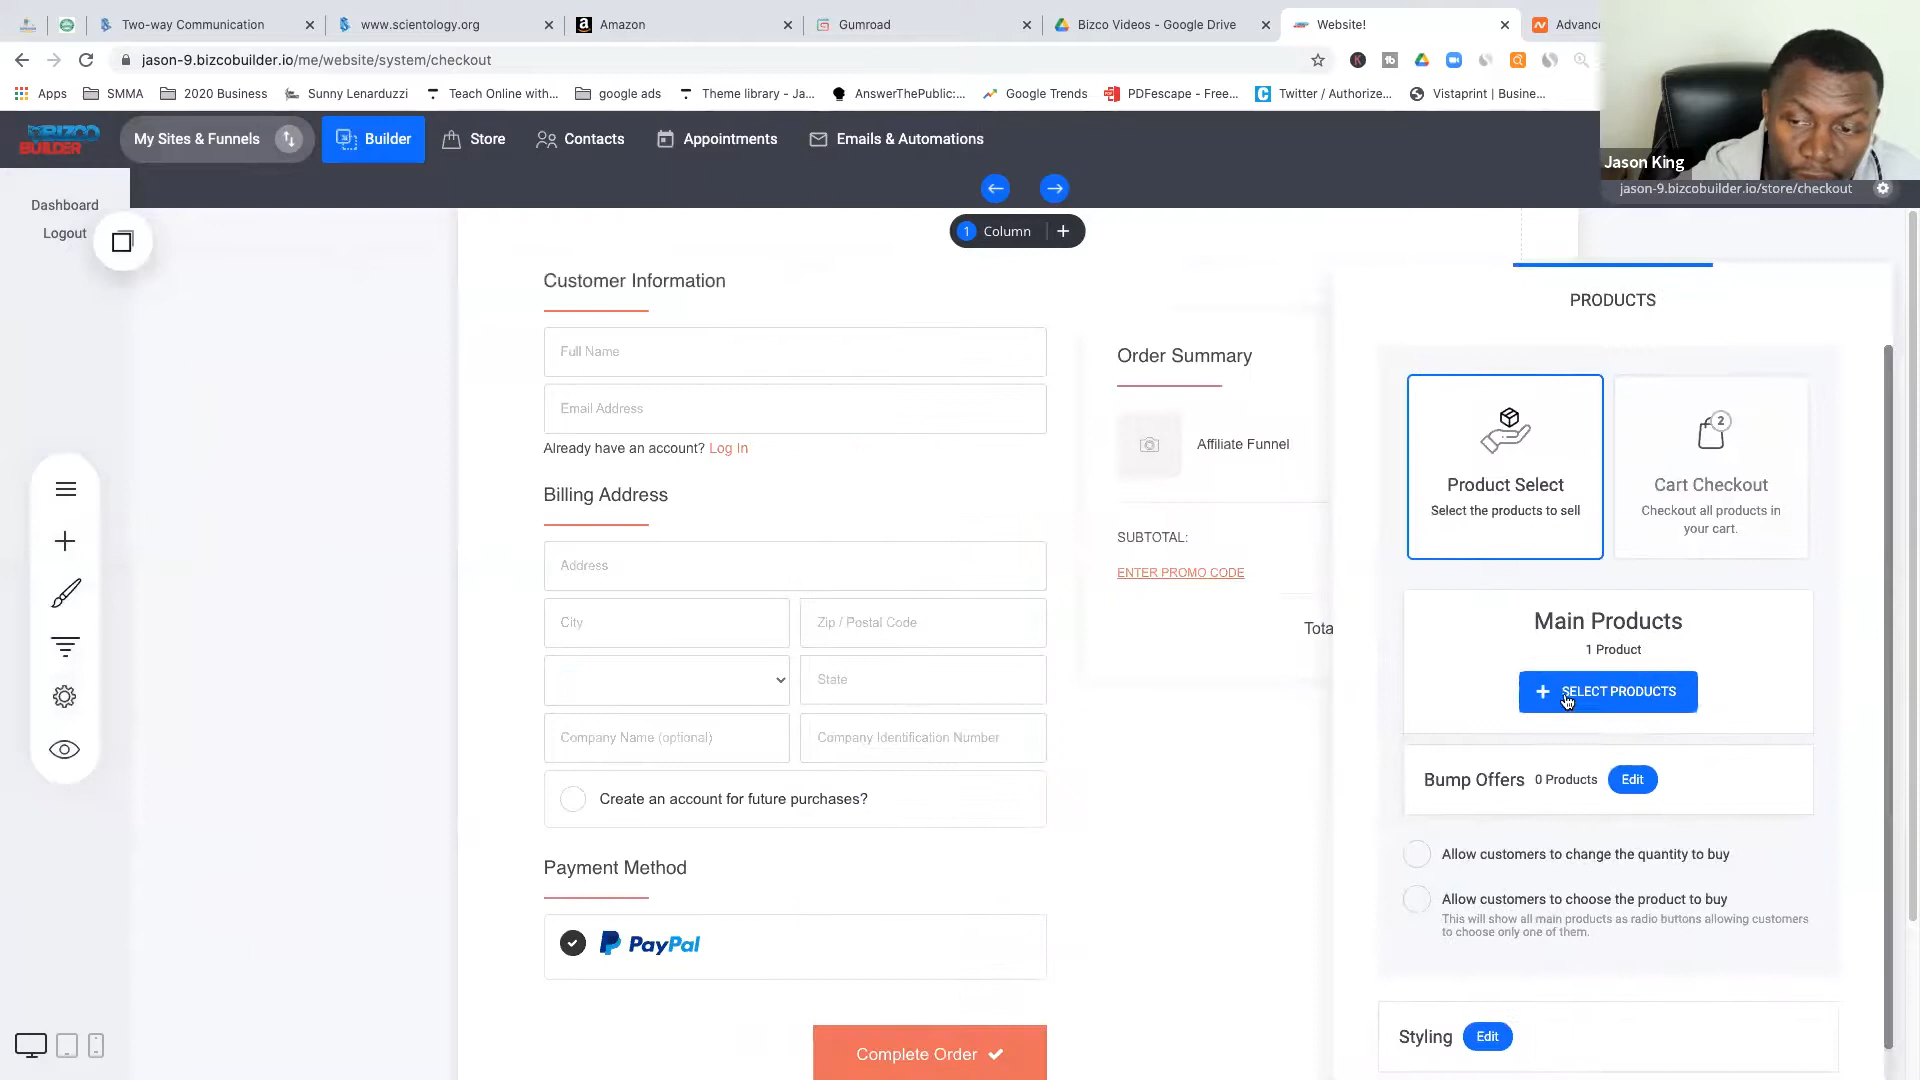 Two-way Communication
www.scientology.org
Amazon
Gumroad
Bizco Videos - Google Drive
Website!
Advanc
jason-9.bizcobuilder.io/me/website/system/checkout
Apps
SMMA
2020 Business
Sunny Lenarduzzi
Teach Online with...
google ads
Theme library - Ja...
AnswerThePublic:...
Google Trends
PDFescape - Free...
Twitter / Authorize...
Vistaprint | Busine...
BIZCO
BUILDER
My Sites & Funnels
Builder
Store
Contacts
Appointments
Emails & Automations
Jason King
jason-9.bizcobuilder.io/store/checkout
Dashboard
Logout
1 Column +
Customer Information
Full Name
Email Address
Already have an account? Log In
Billing Address
Address
City
Zip / Postal Code
State
Company Name (optional)
Company Identification Number
Create an account for future purchases?
Payment Method
PayPal
Complete Order
Order Summary
Affiliate Funnel
SUBTOTAL:
ENTER PROMO CODE
Tota
PRODUCTS
Product Select
Select the products to sell
2
Cart Checkout
Checkout all products in
your cart.
Main Products
1 Product
+ SELECT PRODUCTS
Bump Offers 0 Products Edit
Allow customers to change the quantity to buy
Allow customers to choose the product to buy
This will show all main products as radio buttons allowing customers
to choose only one of them.
Styling Edit